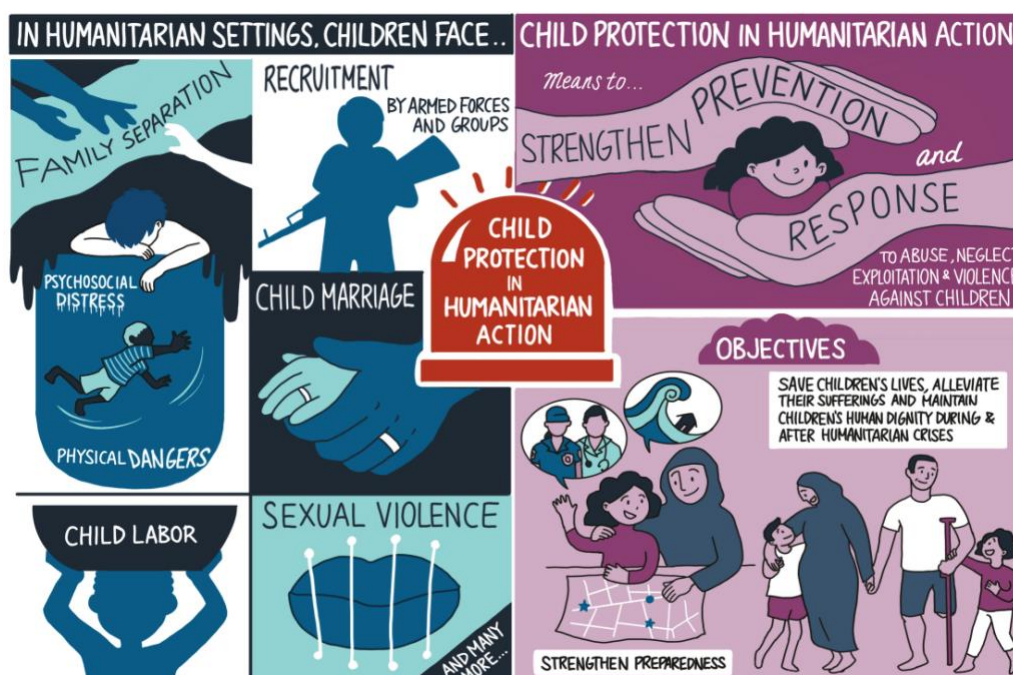 IN HUMANITARIAN SETTINGS, CHILDREN FACE..
FAMILY SEPARATION
PSYCHOSOCIAL
DISTRESS
PHYSICAL DANGERS
RECRUITMENT
BY ARMED FORCES
AND GROUPS
CHILD MARRIAGE
CHILD LABOR
SEXUAL VIOLENCE
AND MANY
MORE...
CHILD
PROTECTION
IN
HUMANITARIAN
ACTION
CHILD PROTECTION IN HUMANITARIAN ACTION
Means to...
STRENGTHEN PREVENTION
and
RESPONSE
TO ABUSE, NEGLECT
EXPLOITATION & VIOLENCE
AGAINST CHILDREN
OBJECTIVES
SAVE CHILDREN'S LIVES, ALLEVIATE
THEIR SUFFERINGS AND MAINTAIN
CHILDREN'S HUMAN DIGNITY DURING &
AFTER HUMANITARIAN CRISES
STRENGTHEN PREPAREDNESS